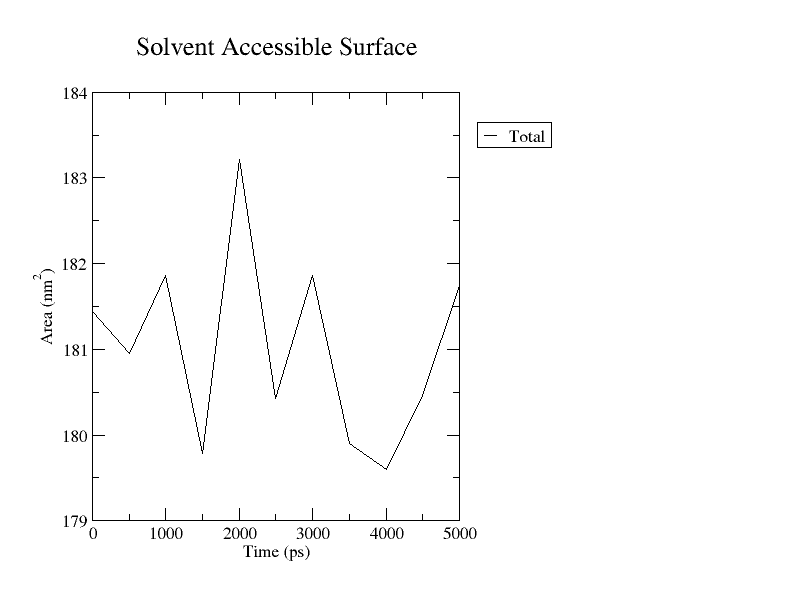 Solvent Accessible Surface
184
183
182
181
180
179
Area (nm²)
Total
0 1000 2000 3000 4000 5000
Time (ps)